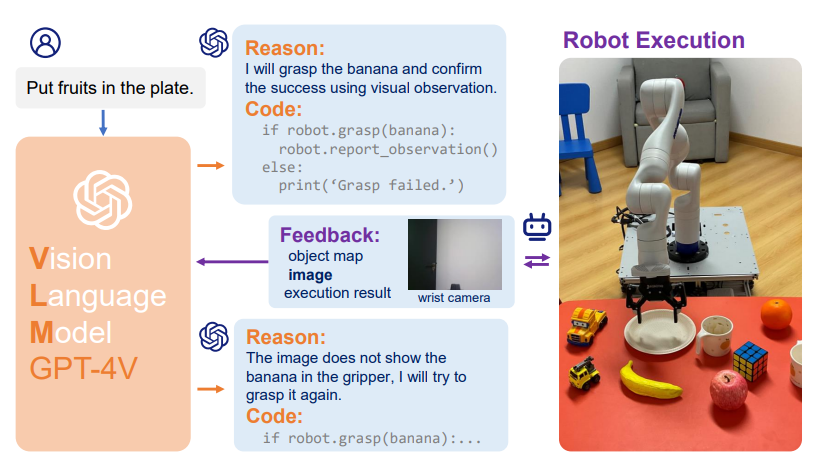 Put fruits in the plate.
Vision
Language
Model
GPT-4V
Reason:
I will grasp the banana and confirm
the success using visual observation.
Code:
if robot.grasp(banana):
robot.report_observation()
else:
print(‘Grasp failed.’)
Feedback:
object map
image
execution result
wrist camera
Reason:
The image does not show the
banana in the gripper, I will try to
grasp it again.
Code:
if robot.grasp(banana):...
Robot Execution